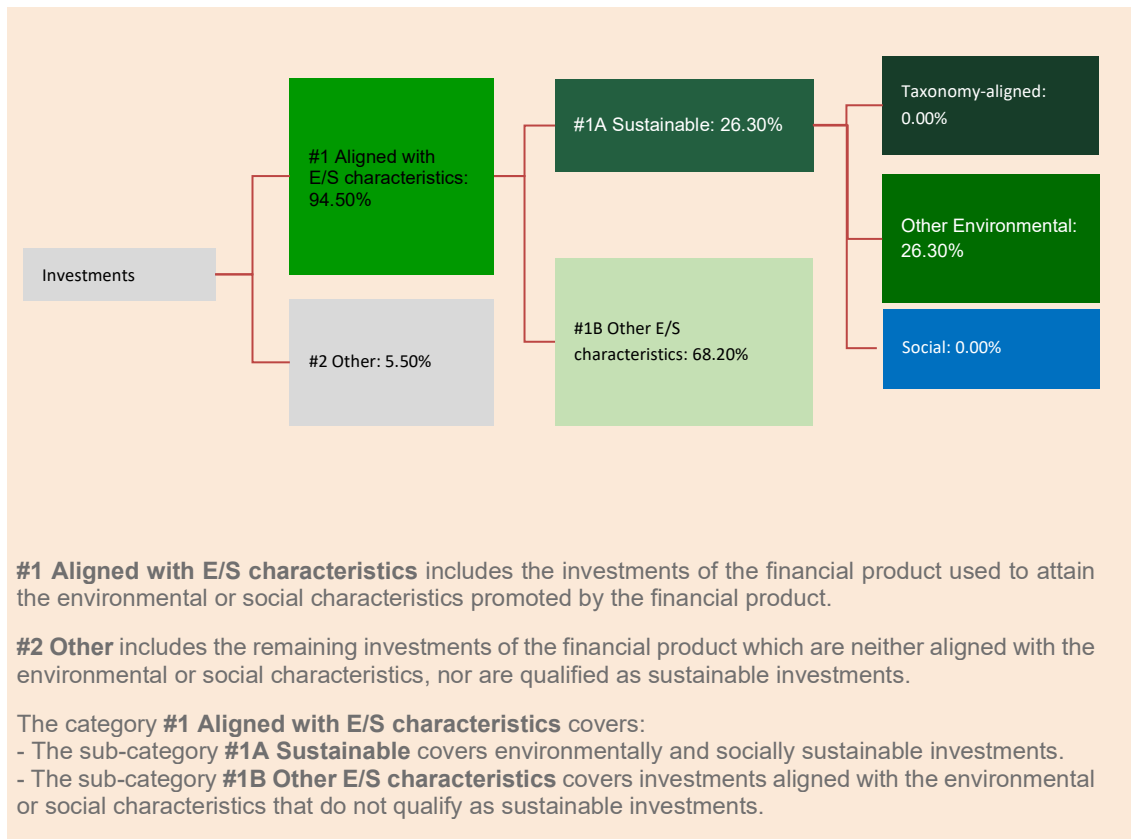 Investments
#1 Aligned with
E/S characteristics:
94.50%
#2 Other: 5.50%
#1A Sustainable: 26.30%
#1B Other E/S
characteristics: 68.20%
Taxonomy-aligned:
0.00%
Other Environmental:
26.30%
Social: 0.00%
#1 Aligned with E/S characteristics includes the investments of the financial product used to attain
the environmental or social characteristics promoted by the financial product.
#2 Other includes the remaining investments of the financial product which are neither aligned with the
environmental or social characteristics, nor are qualified as sustainable investments.
The category #1 Aligned with E/S characteristics covers:
- The sub-category #1A Sustainable covers environmentally and socially sustainable investments.
- The sub-category #1B Other E/S characteristics covers investments aligned with the environmental
or social characteristics that do not qualify as sustainable investments.